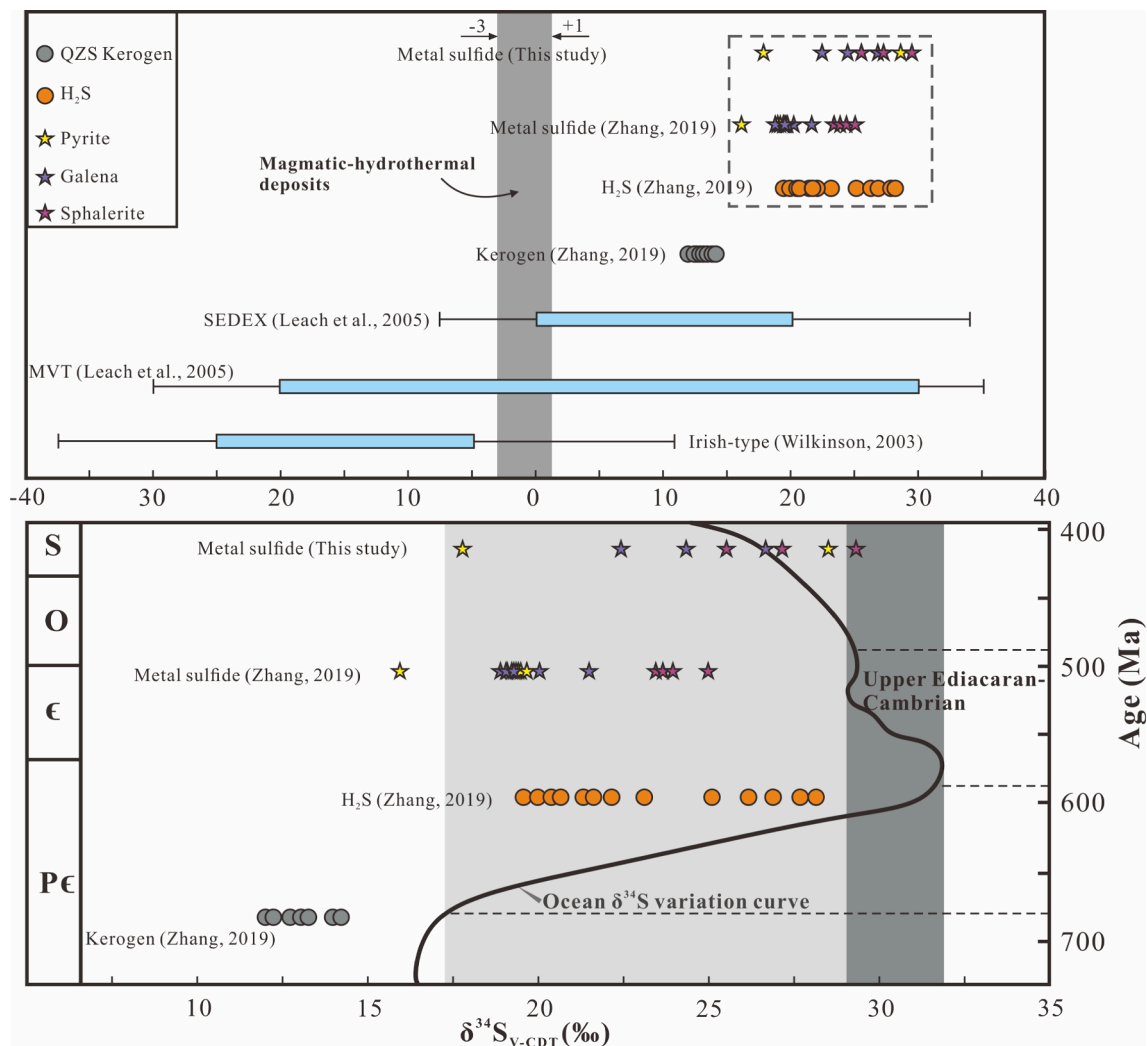 QZS Kerogen
H₂S
Pyrite
Galena
Sphalerite
-3
+1
Metal sulfide (This study)
Metal sulfide (Zhang, 2019)
Magmatic-hydrothermal
deposits
H₂S (Zhang, 2019)
Kerogen (Zhang, 2019)
SEDEX (Leach et al., 2005)
MVT (Leach et al., 2005)
Irish-type (Wilkinson, 2003)
-40 30 20 10 0 10 20 30 40
S
O
ϵ
Pϵ
Metal sulfide (This study)
Metal sulfide (Zhang, 2019)
Upper Ediacaran-
Cambrian
H₂S (Zhang, 2019)
Ocean δ³⁴S variation curve
Kerogen (Zhang, 2019)
400
500
600
700
Age (Ma)
10 15 20 25 30 35
δ³⁴S V-CDT (‰)